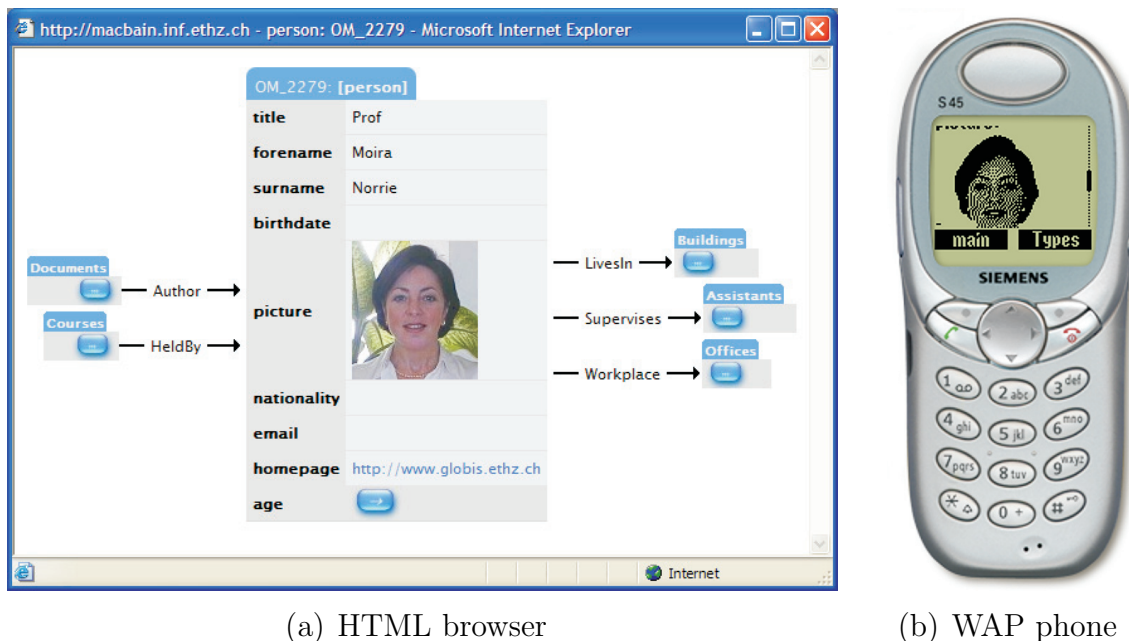 http://macbain.inf.ethz.ch - person: OM_2279 - Microsoft Internet Explorer
OM_2279: [person]
title Prof
forename Moira
surname Norrie
birthdate
picture
nationality
email
homepage http://www.globis.ethz.ch
age
Documents
Author
Courses
HeldBy
Buildings
LivesIn
Assistants
Supervises
Offices
Workplace
Internet
S45
main Types
SIEMENS
1
2 abc
3 def
4 ghi
5 jkl
6 mno
7 pqrs
8 tuv
9 wxyz
*
0 +
#
(a) HTML browser
(b) WAP phone